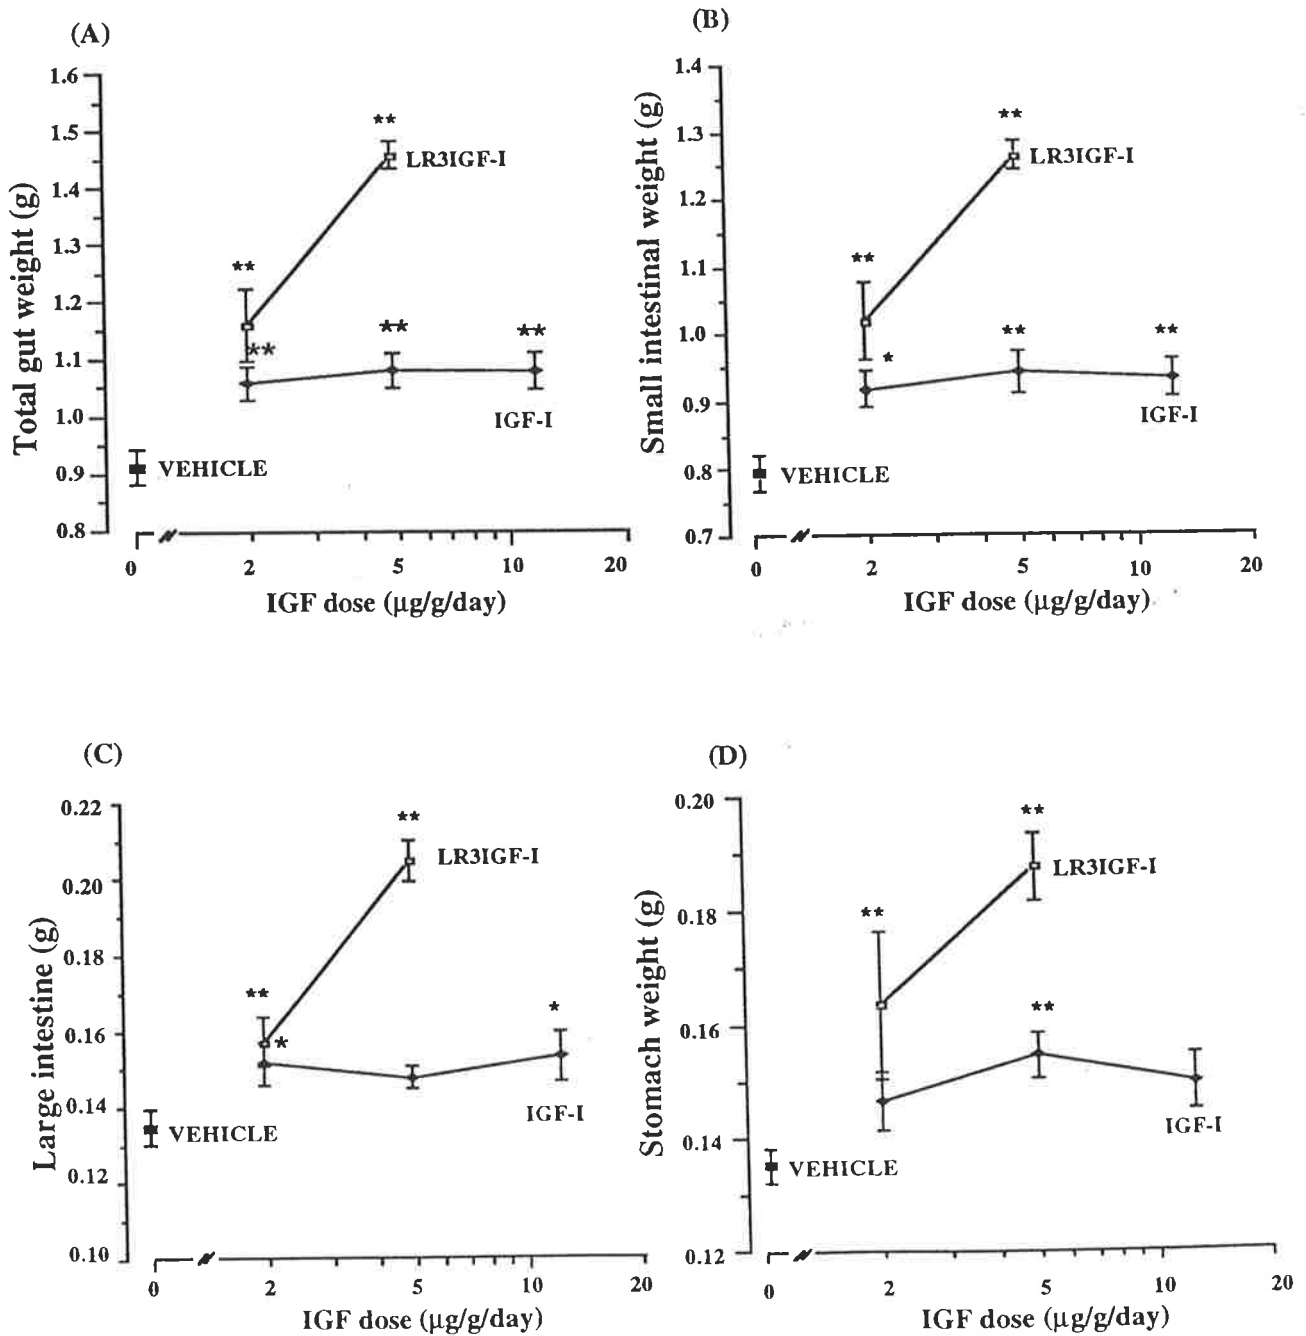 (A)
Total gut weight (g)
1.6
1.5
1.4
1.3
1.2
1.1
1.0
0.9
0.8
**
LR3IGF-I
**
**
**
**
IGF-I
VEHICLE
0 2 5 10 20
IGF dose (µg/g/day)
(B)
Small intestinal weight (g)
1.4
1.3
1.2
1.1
1.0
0.9
0.8
0.7
**
LR3IGF-I
**
*
**
**
IGF-I
VEHICLE
0 2 5 10 20
IGF dose (µg/g/day)
(C)
Large intestine (g)
0.22
0.20
0.18
0.16
0.14
0.12
0.10
**
LR3IGF-I
**
*
*
IGF-I
VEHICLE
0 2 5 10 20
IGF dose (µg/g/day)
(D)
Stomach weight (g)
0.20
0.18
0.16
0.14
0.12
**
LR3IGF-I
**
**
IGF-I
VEHICLE
0 2 5 10 20
IGF dose (µg/g/day)